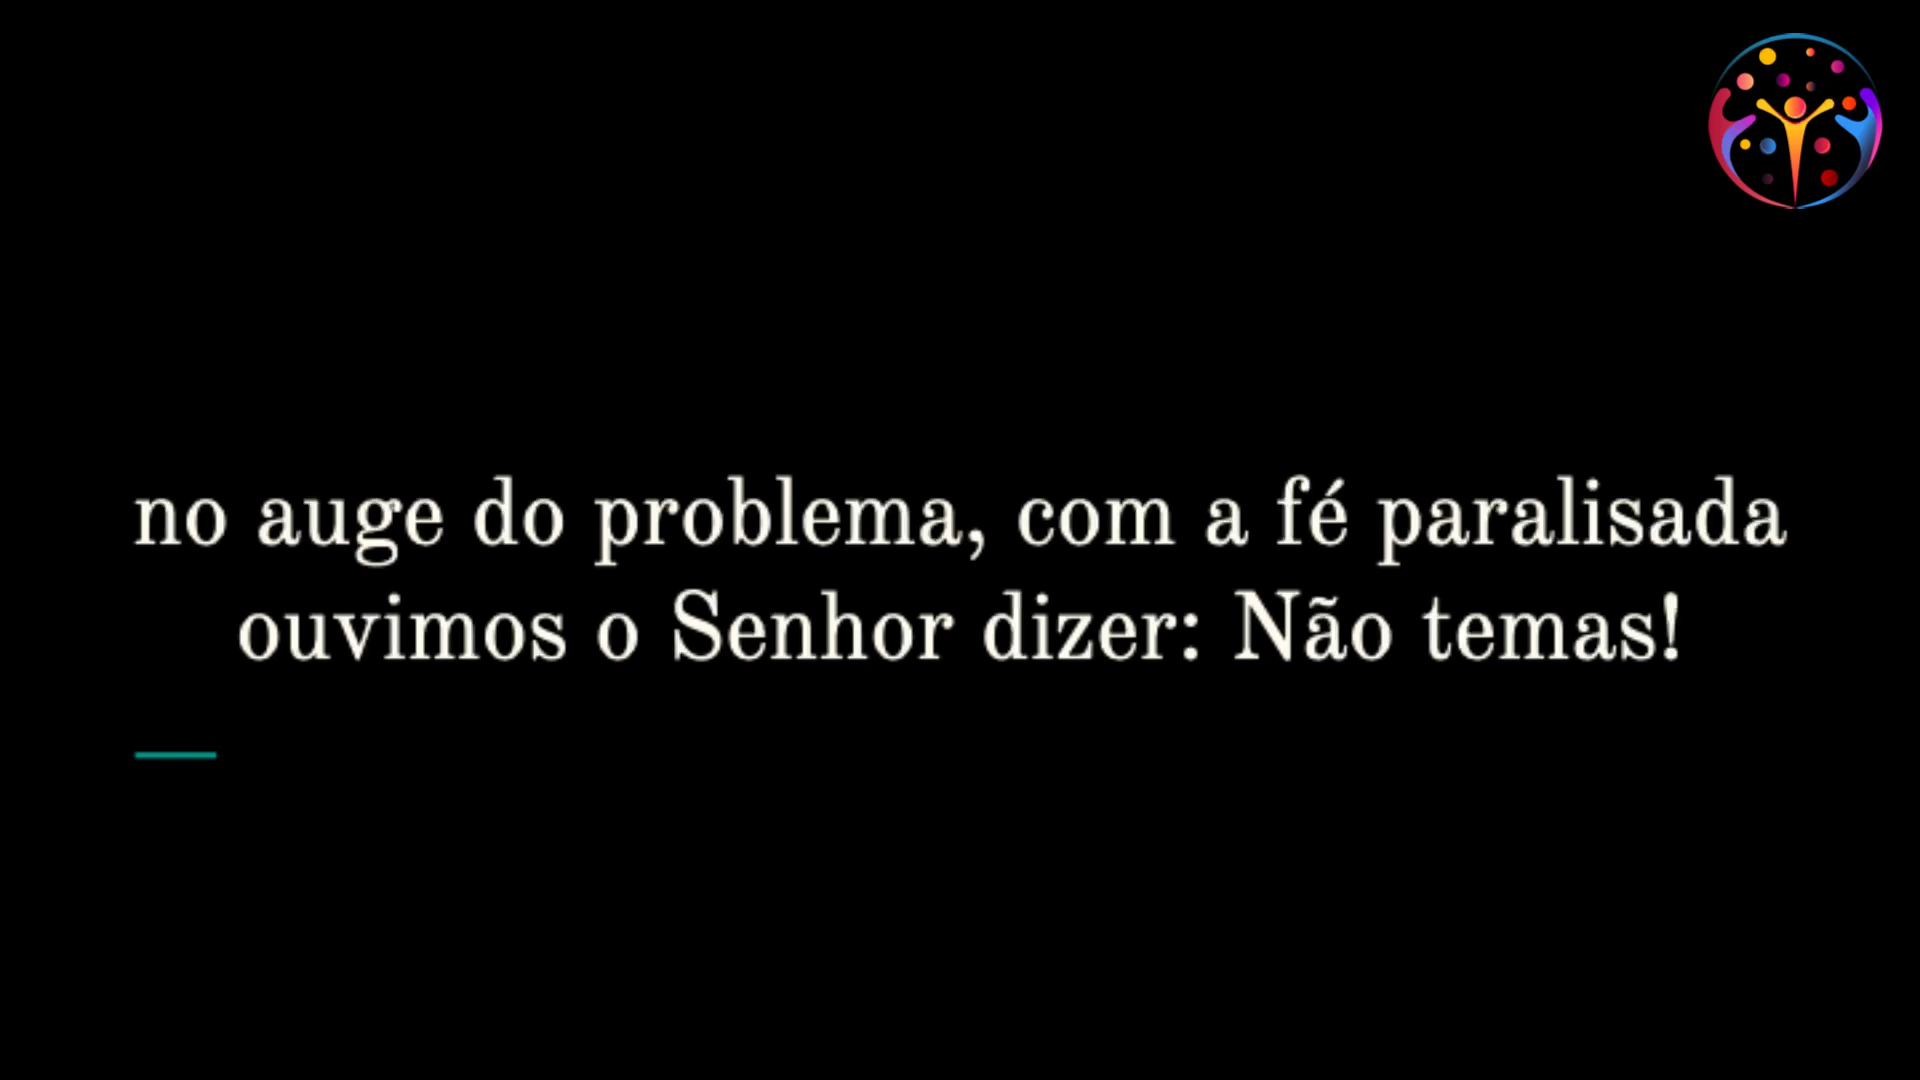 no auge do problema, com a fé paralisada
ouvimos o Senhor dizer: Não temas!